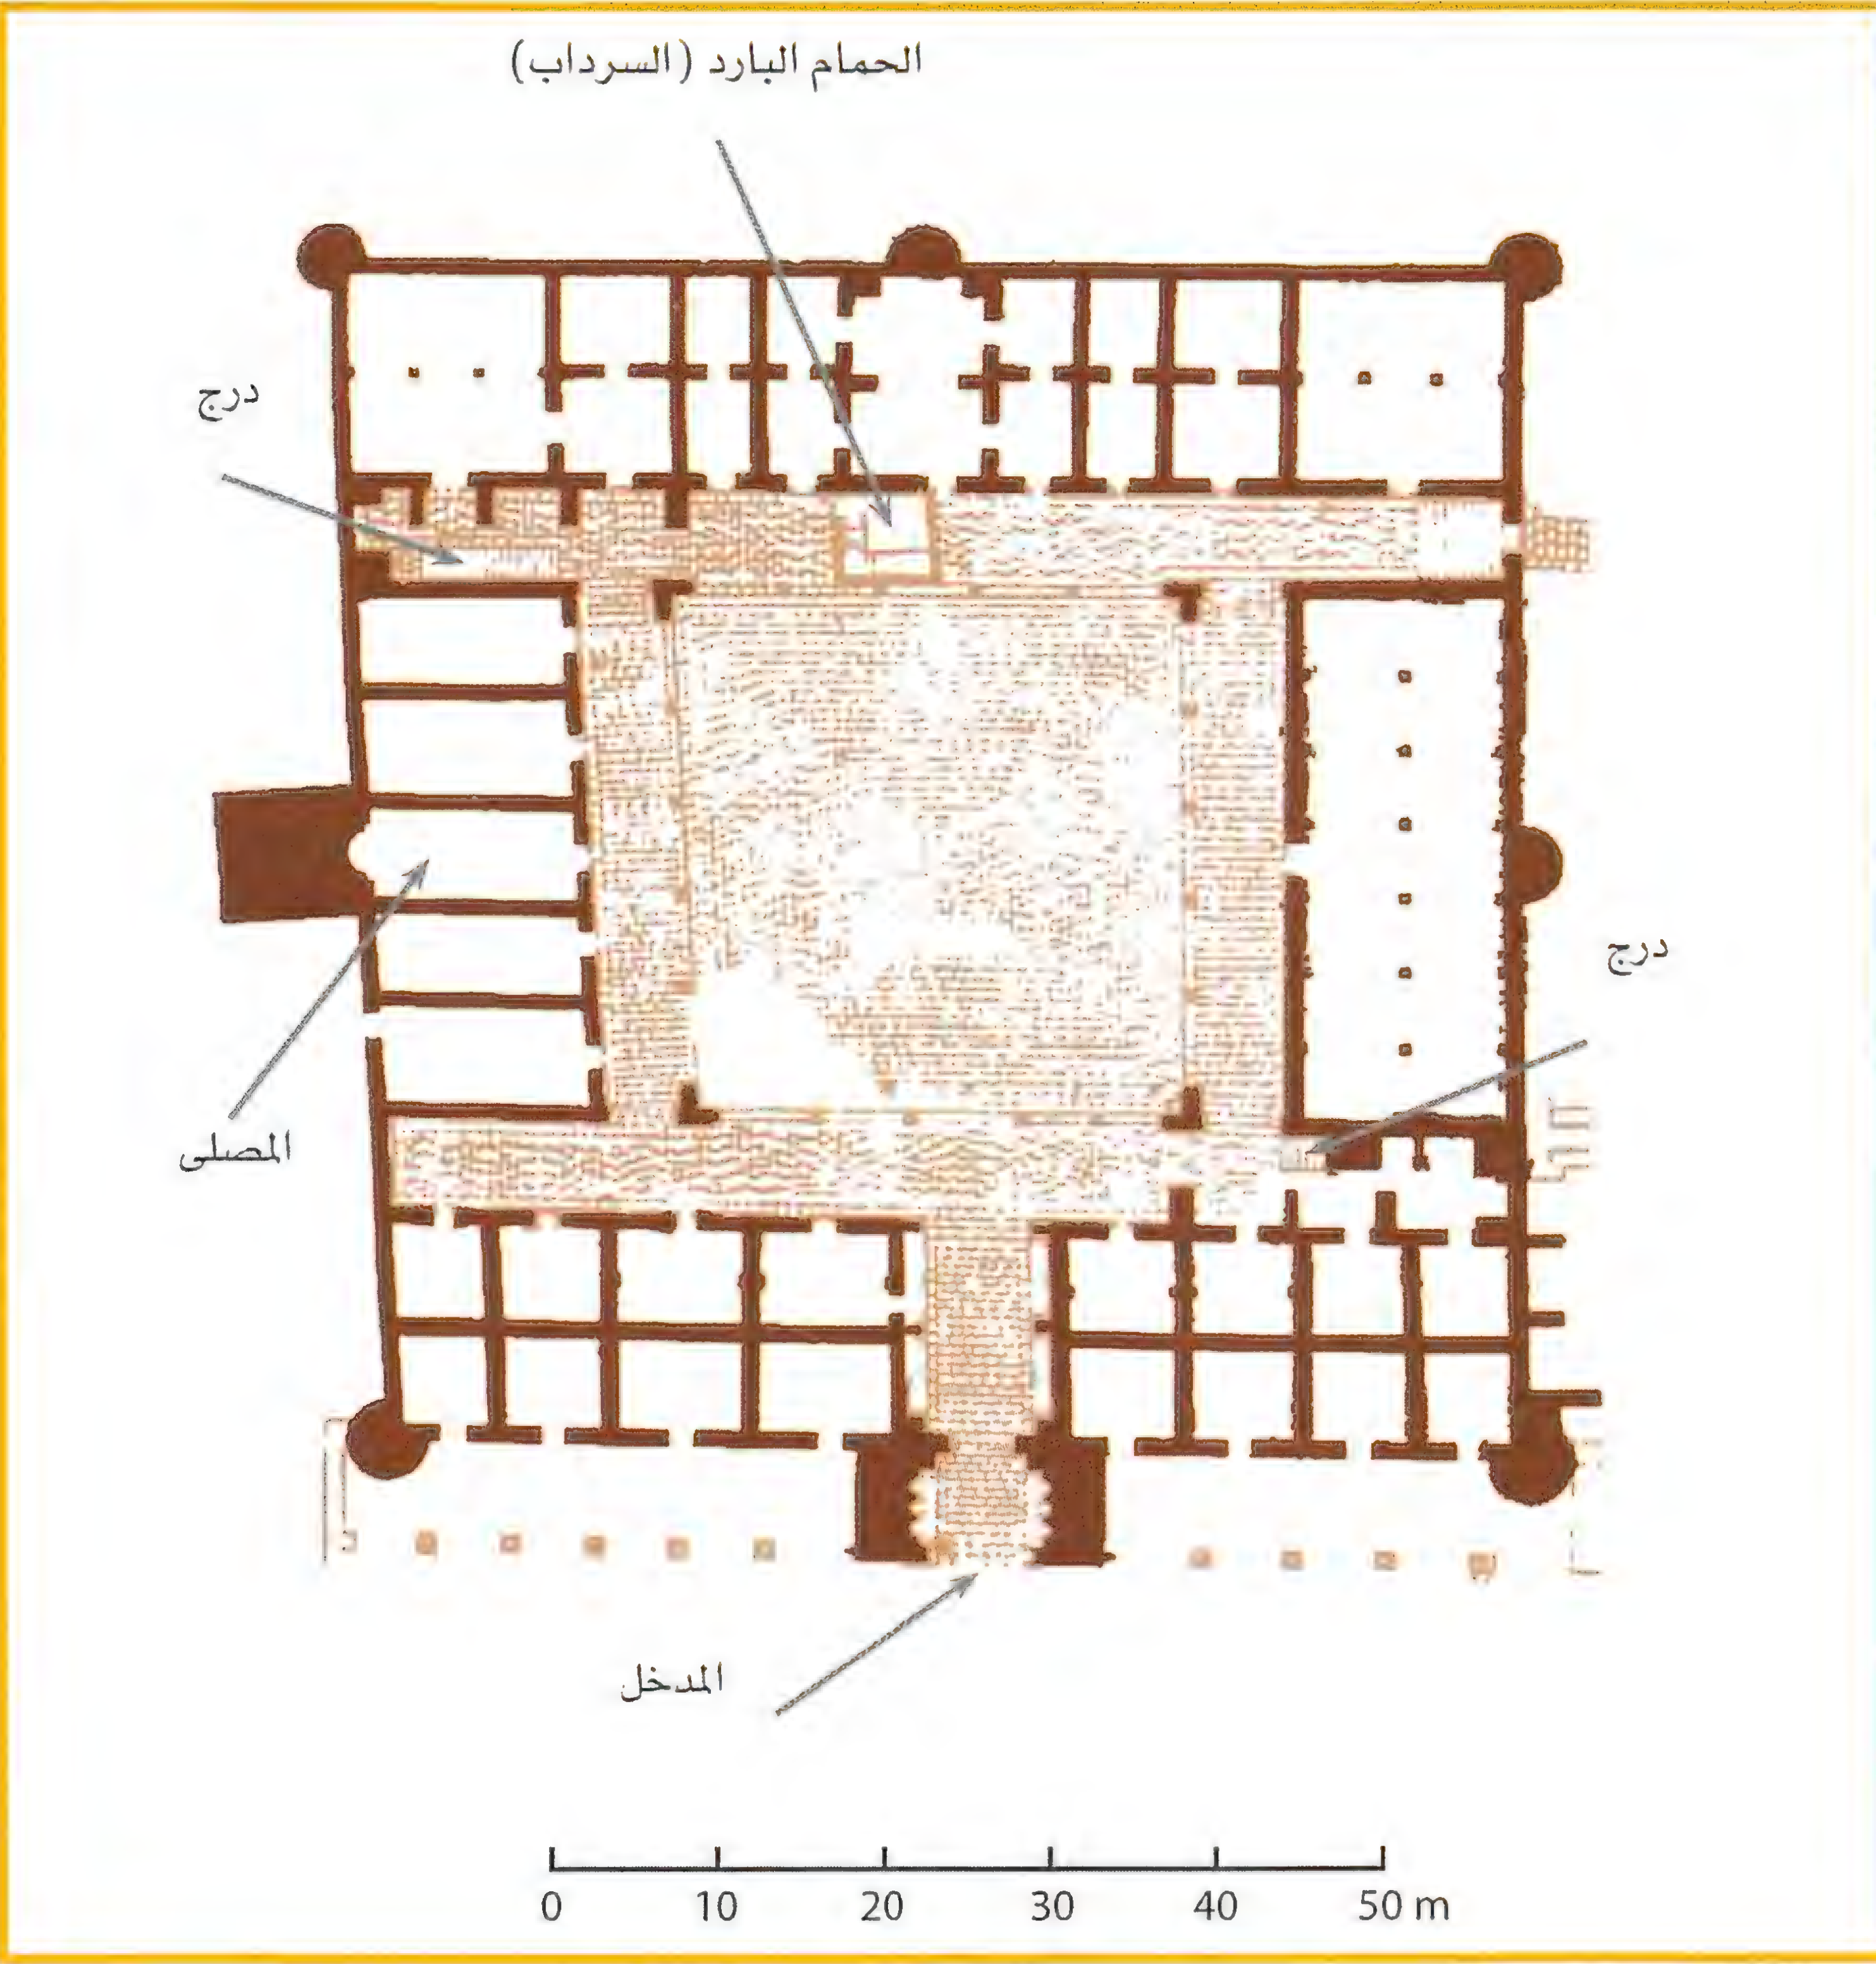 الحمام البارد (السرداب)
درج
درج
المصلى
المدخل
0 10 20 30 40 50 m